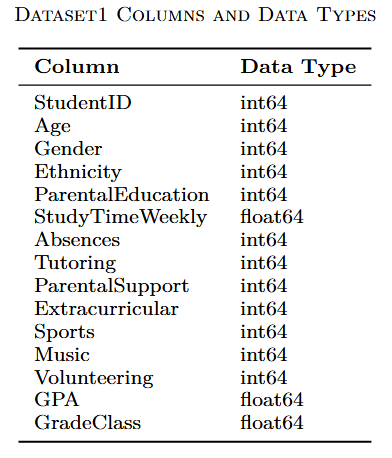 Dataset1 Columns and Data Types
Column Data Type
StudentID int64
Age int64
Gender int64
Ethnicity int64
ParentalEducation int64
StudyTimeWeekly float64
Absences int64
Tutoring int64
ParentalSupport int64
Extracurricular int64
Sports int64
Music int64
Volunteering int64
GPA float64
GradeClass float64